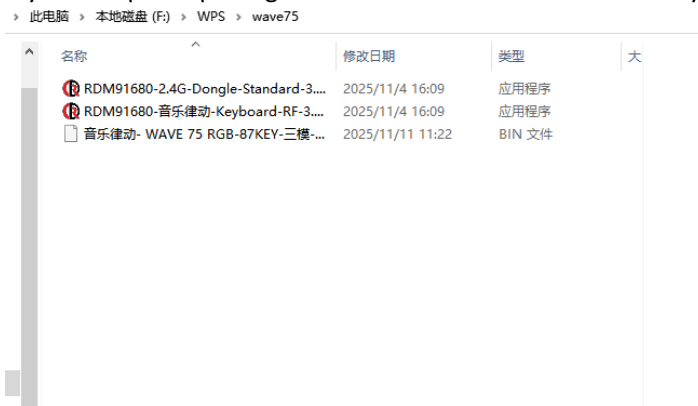 › 此电脑 › 本地磁盘 (F:) › WPS › wave75
名称 修改日期 类型 大
RDM91680-2.4G-Dongle-Standard-3.... 2025/11/4 16:09 应用程序
RDM91680-音乐律动-Keyboard-RF-3.... 2025/11/4 16:09 应用程序
音乐律动- WAVE 75 RGB-87KEY-三模-... 2025/11/11 11:22 BIN 文件